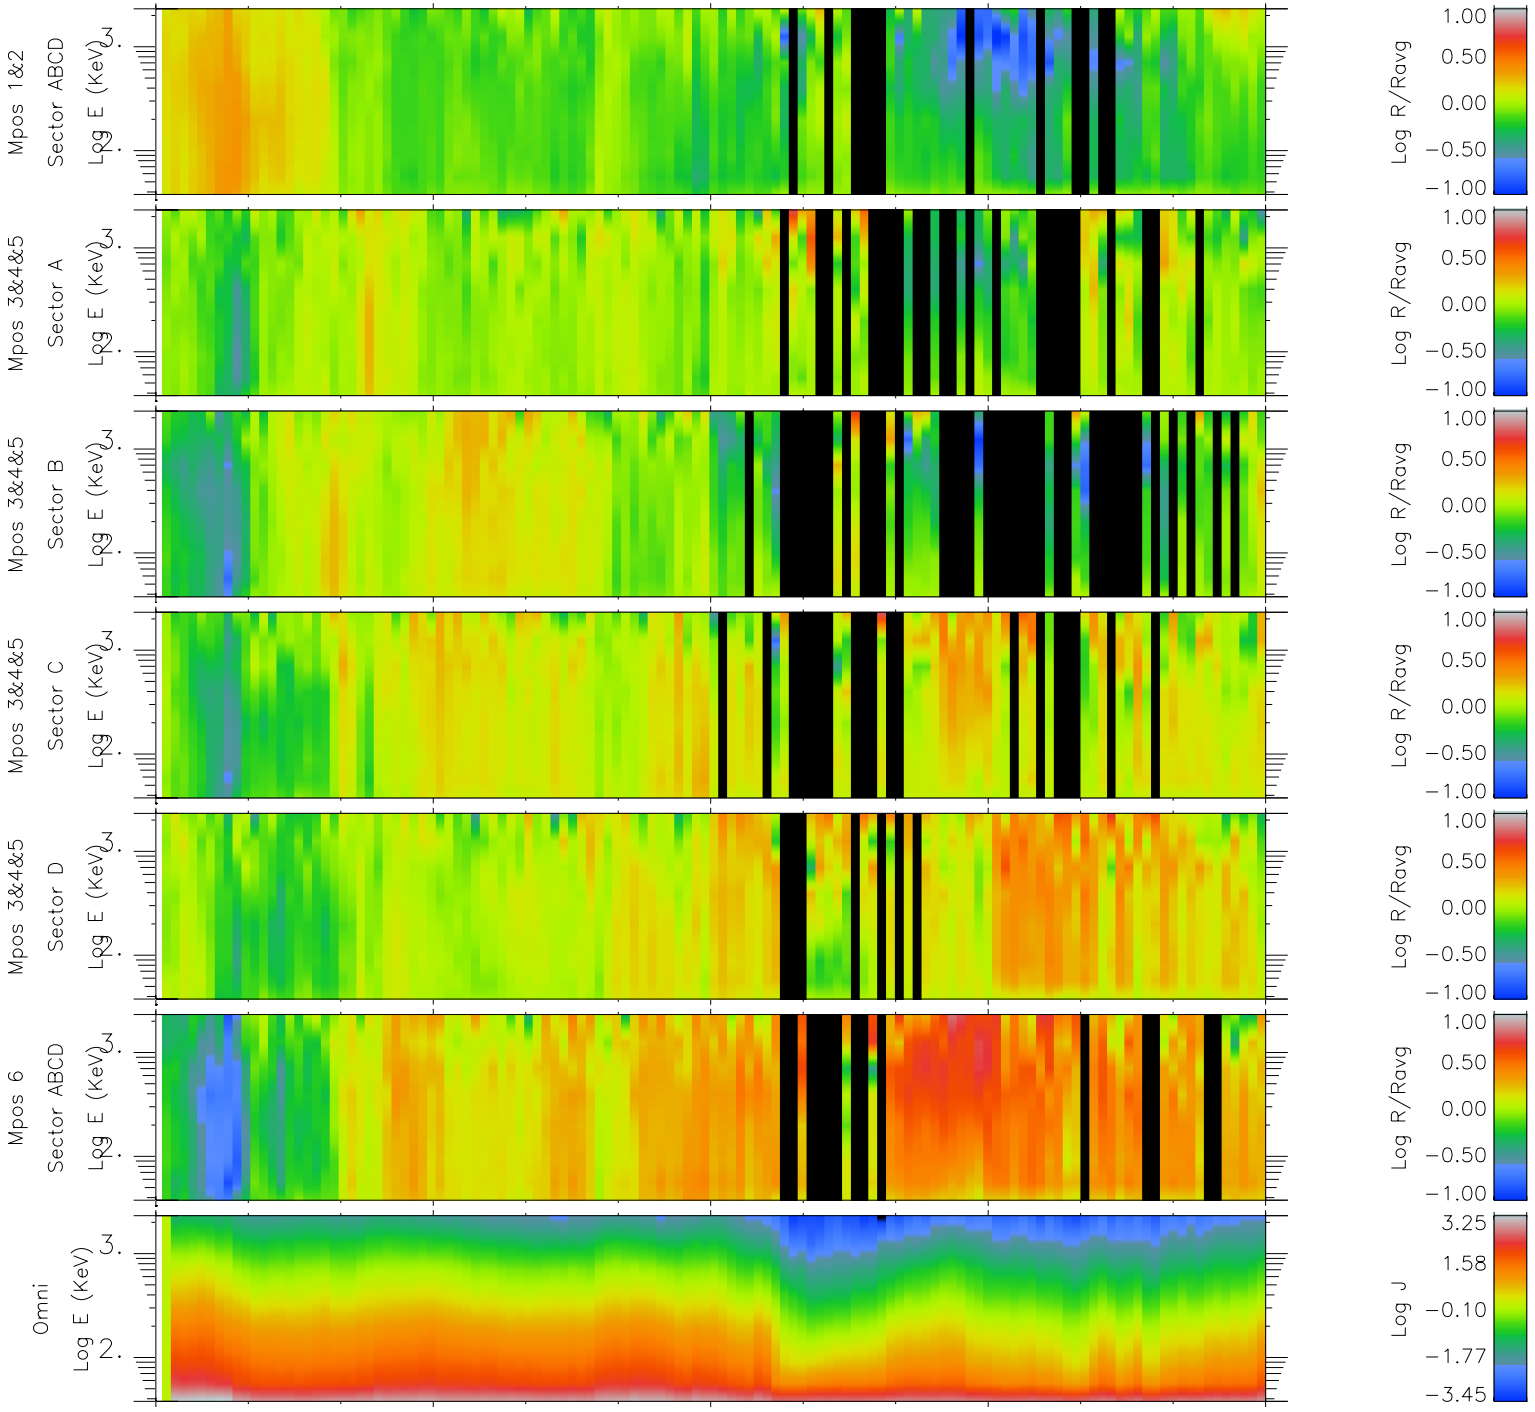 Mpos 1&2
Sector ABCD
Log E (KeV)
3.
2.
Log R/Ravg
1.00
0.50
0.00
−0.50
−1.00
Mpos 3&4&5
Sector A
Log E (KeV)
3.
2.
Log R/Ravg
1.00
0.50
0.00
−0.50
−1.00
Mpos 3&4&5
Sector B
Log E (KeV)
3.
2.
Log R/Ravg
1.00
0.50
0.00
−0.50
−1.00
Mpos 3&4&5
Sector C
Log E (KeV)
3.
2.
Log R/Ravg
1.00
0.50
0.00
−0.50
−1.00
Mpos 3&4&5
Sector D
Log E (KeV)
3.
2.
Log R/Ravg
1.00
0.50
0.00
−0.50
−1.00
Mpos 6
Sector ABCD
Log E (KeV)
3.
2.
Log R/Ravg
1.00
0.50
0.00
−0.50
−1.00
Omni
Log E (KeV)
3.
2.
Log J
3.25
1.58
−0.10
−1.77
−3.45